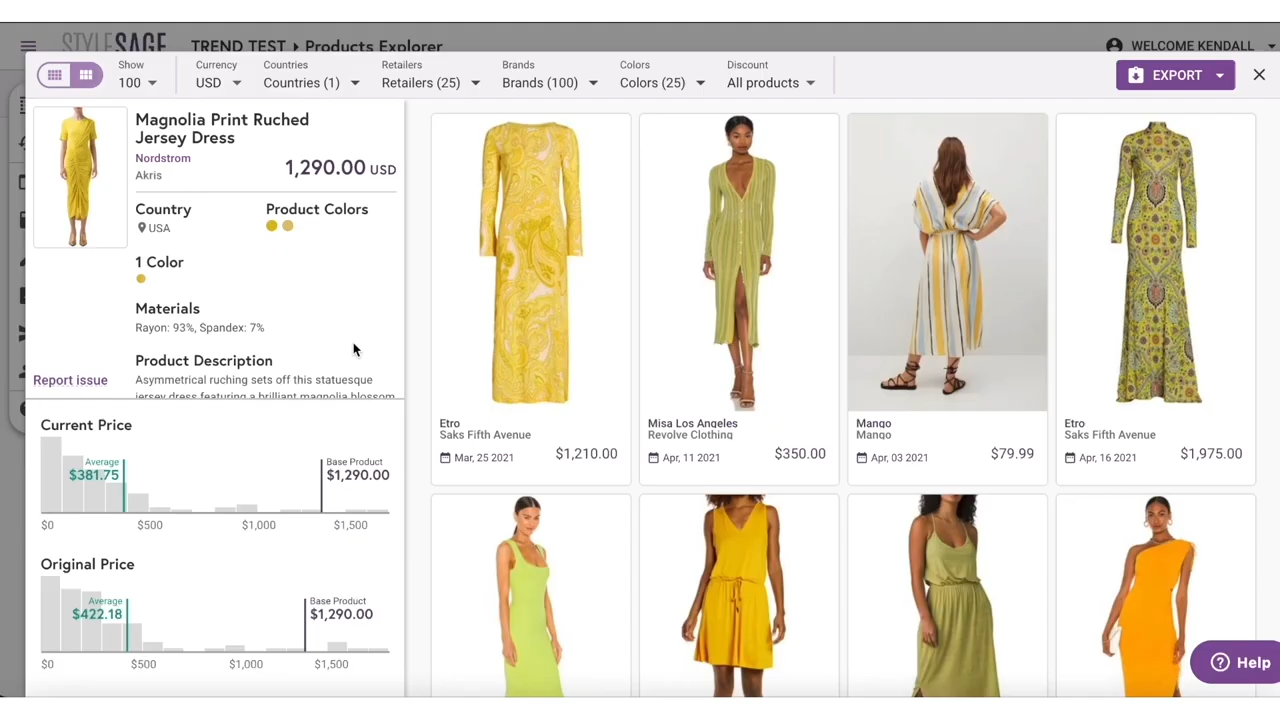 STYLESAGE
TREND TEST ▸ Products Explorer
WELCOME KENDALL
Show
100
Currency
USD
Countries
Countries (1)
Retailers
Retailers (25)
Brands
Brands (100)
Colors
Colors (25)
Discount
All products
EXPORT
Magnolia Print Ruched
Jersey Dress
Nordstrom
Akris
1,290.00 USD
Country
USA
Product Colors
1 Color
Materials
Rayon: 93%, Spandex: 7%
Product Description
Asymmetrical ruching sets off this statuesque
jersey dress featuring a brilliant magnolia blossom
Report issue
Current Price
Average
$381.75
Base Product
$1,290.00
$0 $500 $1,000 $1,500
Original Price
Average
$422.18
Base Product
$1,290.00
$0 $500 $1,000 $1,500
Etro
Saks Fifth Avenue
Mar, 25 2021
$1,210.00
Misa Los Angeles
Revolve Clothing
Apr, 11 2021
$350.00
Mango
Mango
Apr, 03 2021
$79.99
Etro
Saks Fifth Avenue
Apr, 16 2021
$1,975.00
Help